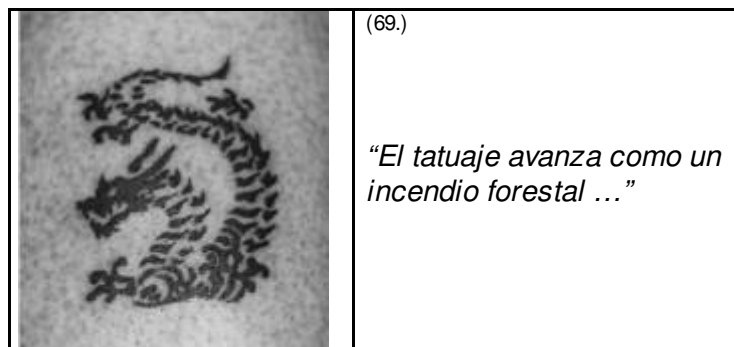 (69.)
“El tatuaje avanza como un
incendio forestal …”